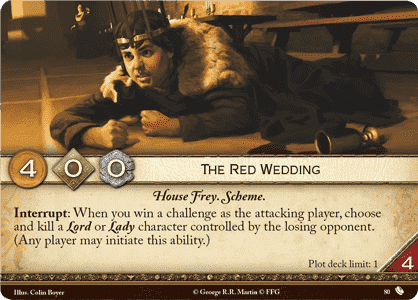 4 0 0 THE RED WEDDING
House Frey. Scheme.
Interrupt: When you win a challenge as the attacking player, choose
and kill a Lord or Lady character controlled by the losing opponent.
(Any player may initiate this ability.)
Plot deck limit: 1
4
Illus. Colin Boyer © George R.R. Martin © FFG 80